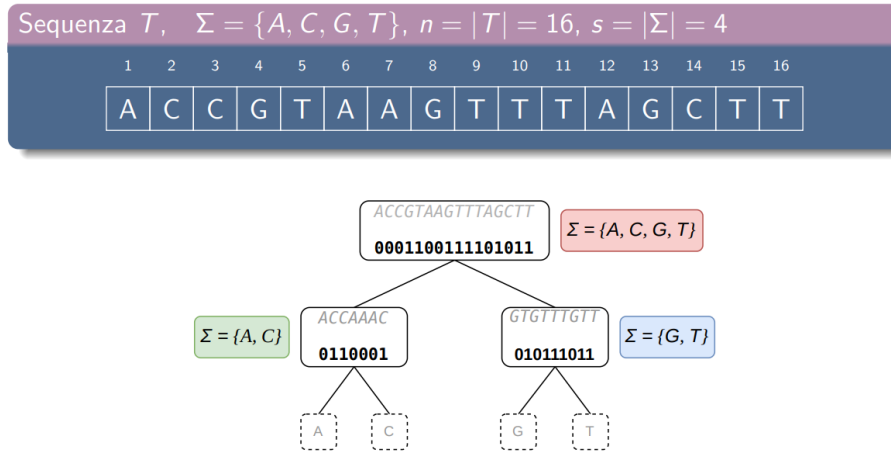 Sequenza T, Σ = {A, C, G, T}, n = |T| = 16, s = |Σ| = 4
1 2 3 4 5 6 7 8 9 10 11 12 13 14 15 16
A C C G T A A G T T T A G C T T
ACCGTAAGTTTAGCTT
0001100111101011
Σ = {A, C, G, T}
Σ = {A, C}
ACCAAAC
0110001
GTGTTTGTT
010111011
Σ = {G, T}
A C G T